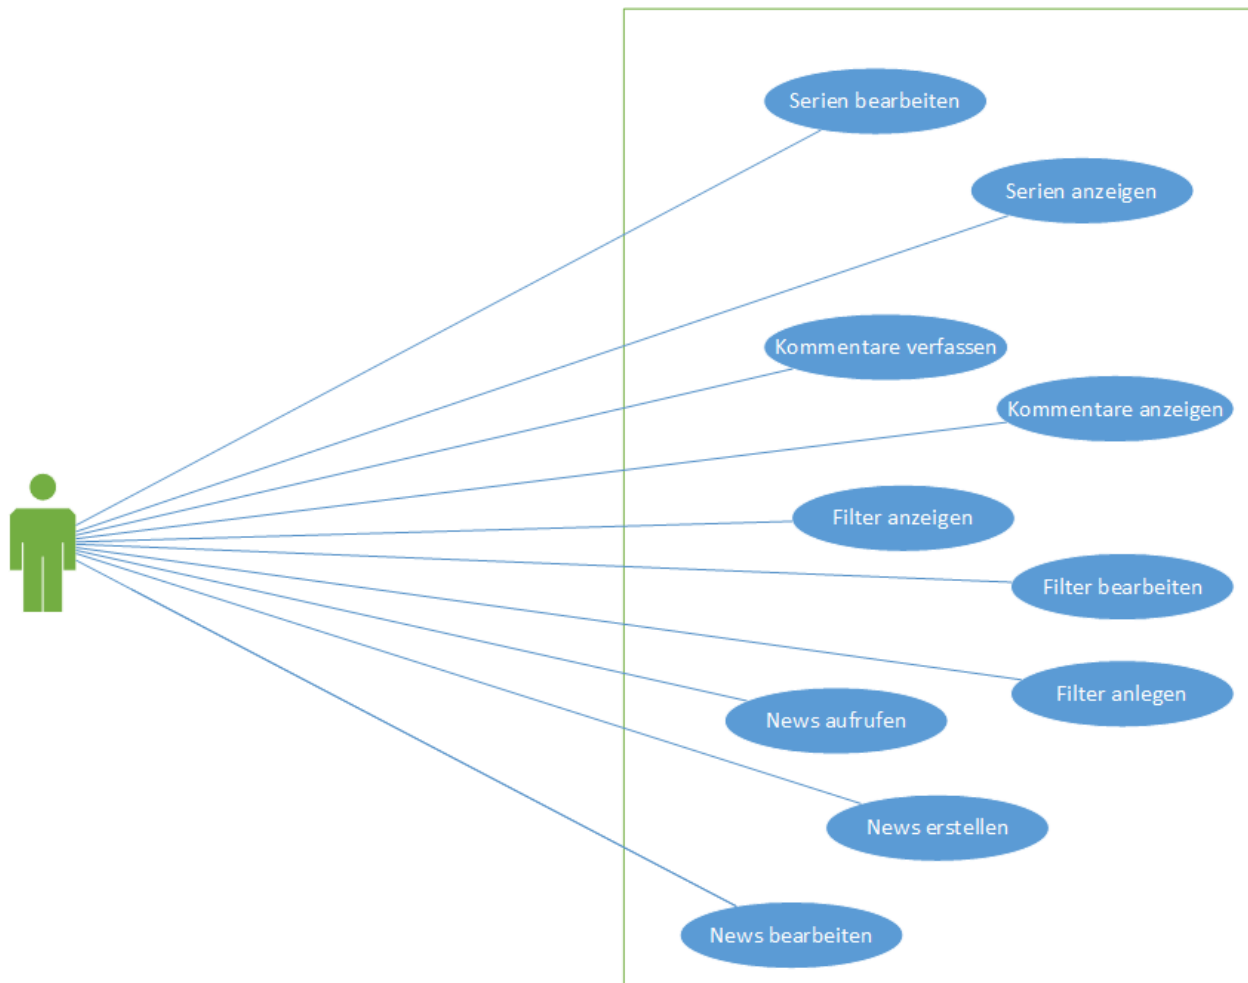 Serien bearbeiten
Serien anzeigen
Kommentare verfassen
Kommentare anzeigen
Filter anzeigen
Filter bearbeiten
Filter anlegen
News aufrufen
News erstellen
News bearbeiten